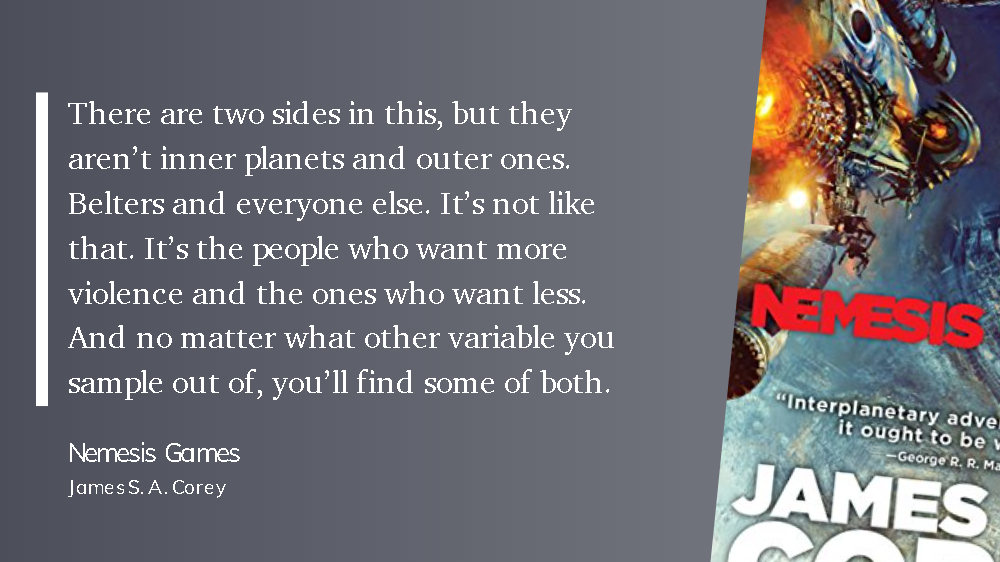 There are two sides in this, but they
aren’t inner planets and outer ones.
Belters and everyone else. It’s not like
that. It’s the people who want more
violence and the ones who want less.
And no matter what other variable you
sample out of, you’ll find some of both.
Nemesis Games
James S. A. Corey
NEMESIS
“Interplanetary adve
it ought to be
—George R. R. Ma
JAMES
COR